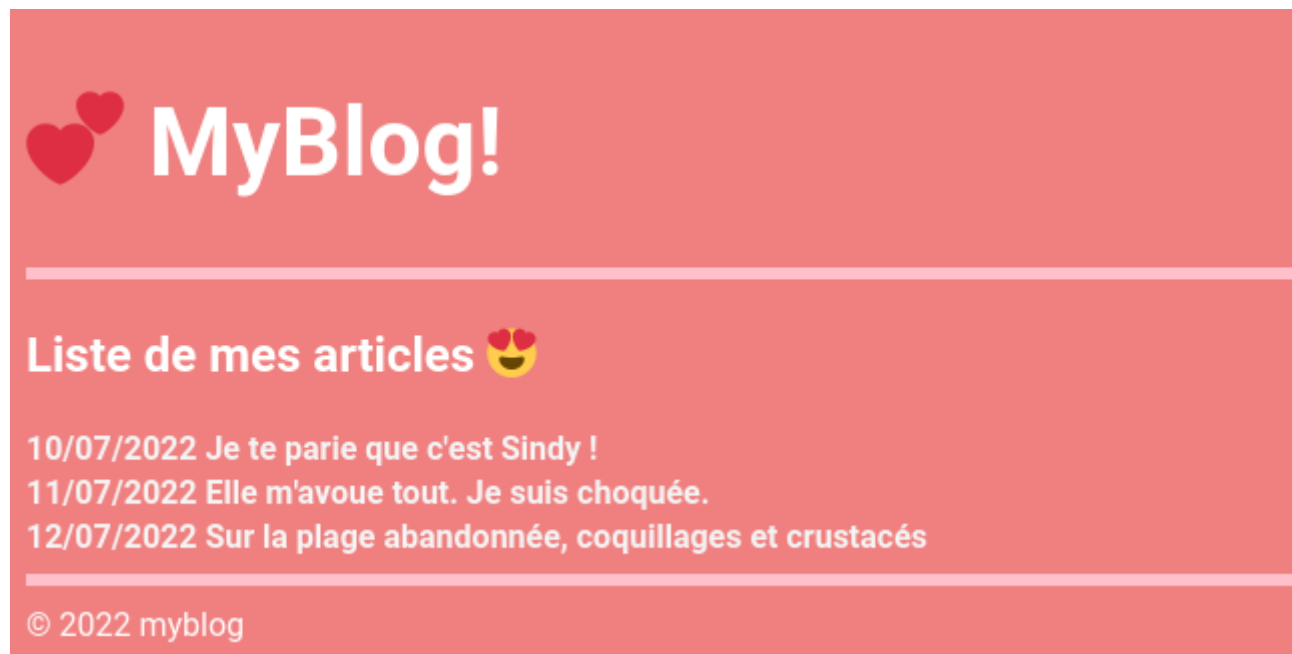 💕 MyBlog!
Liste de mes articles 😍
10/07/2022 Je te parie que c'est Sindy !
11/07/2022 Elle m'avoue tout. Je suis choquée.
12/07/2022 Sur la plage abandonnée, coquillages et crustacés
© 2022 myblog